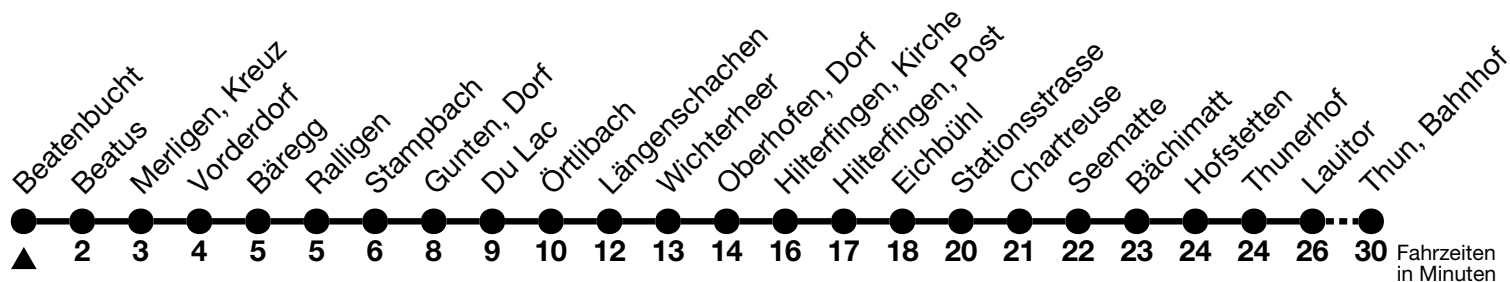 Beatenbucht
Beatus
Merligen, Kreuz
Vorderdorf
Bäregg
Ralligen
Stampbach
Gunten, Dorf
Du Lac
Örtlibach
Längenschachen
Wichterheer
Oberhofen, Dorf
Hilterfingen, Kirche
Hilterfingen, Post
Eichbühl
Stationsstrasse
Chartreuse
Seematte
Bächimatt
Hofstetten
Thunerhof
Lauitor
Thun, Bahnhof
2 3 4 5 5 6 8 9 10 12 13 14 16 17 18 20 21 22 23 24 24 26 30
Fahrzeiten
in Minuten